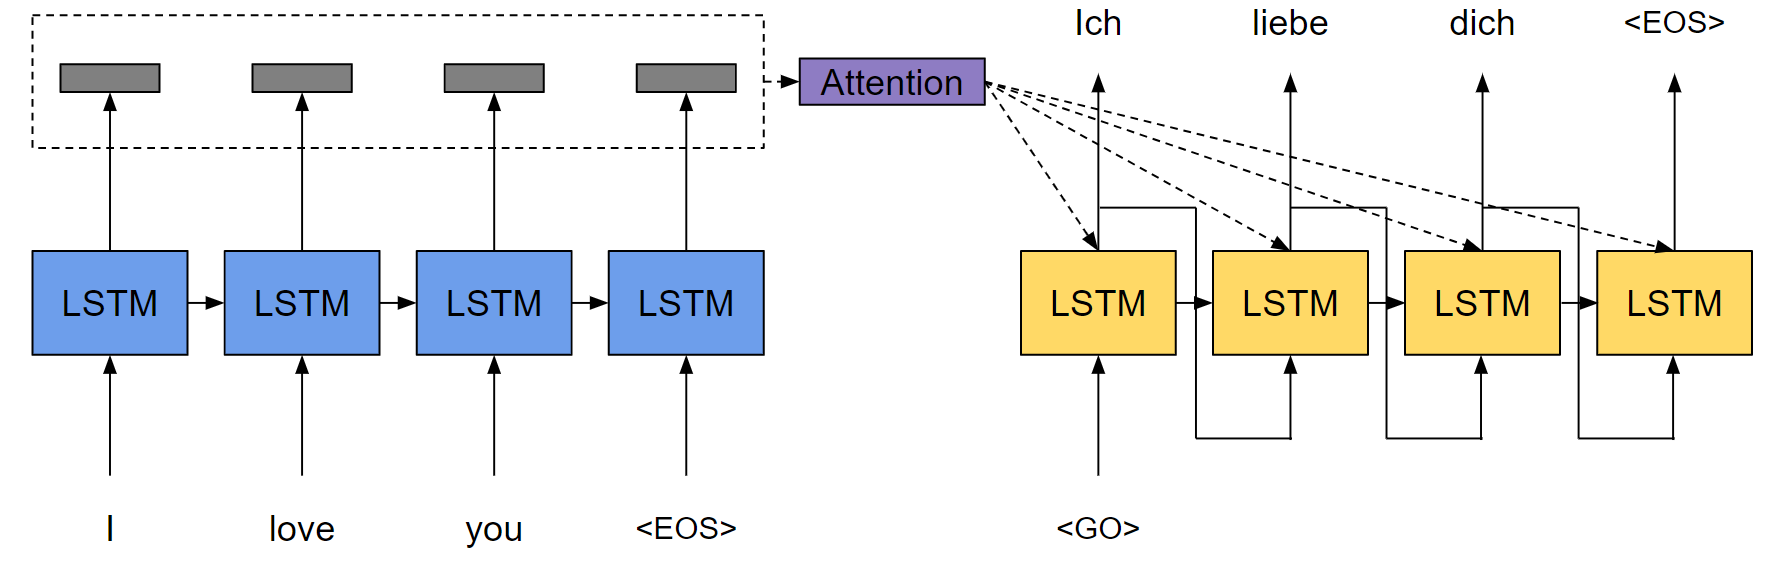 Ich liebe dich <EOS>
Attention
LSTM LSTM LSTM LSTM LSTM LSTM LSTM LSTM
I love you <EOS> <GO>